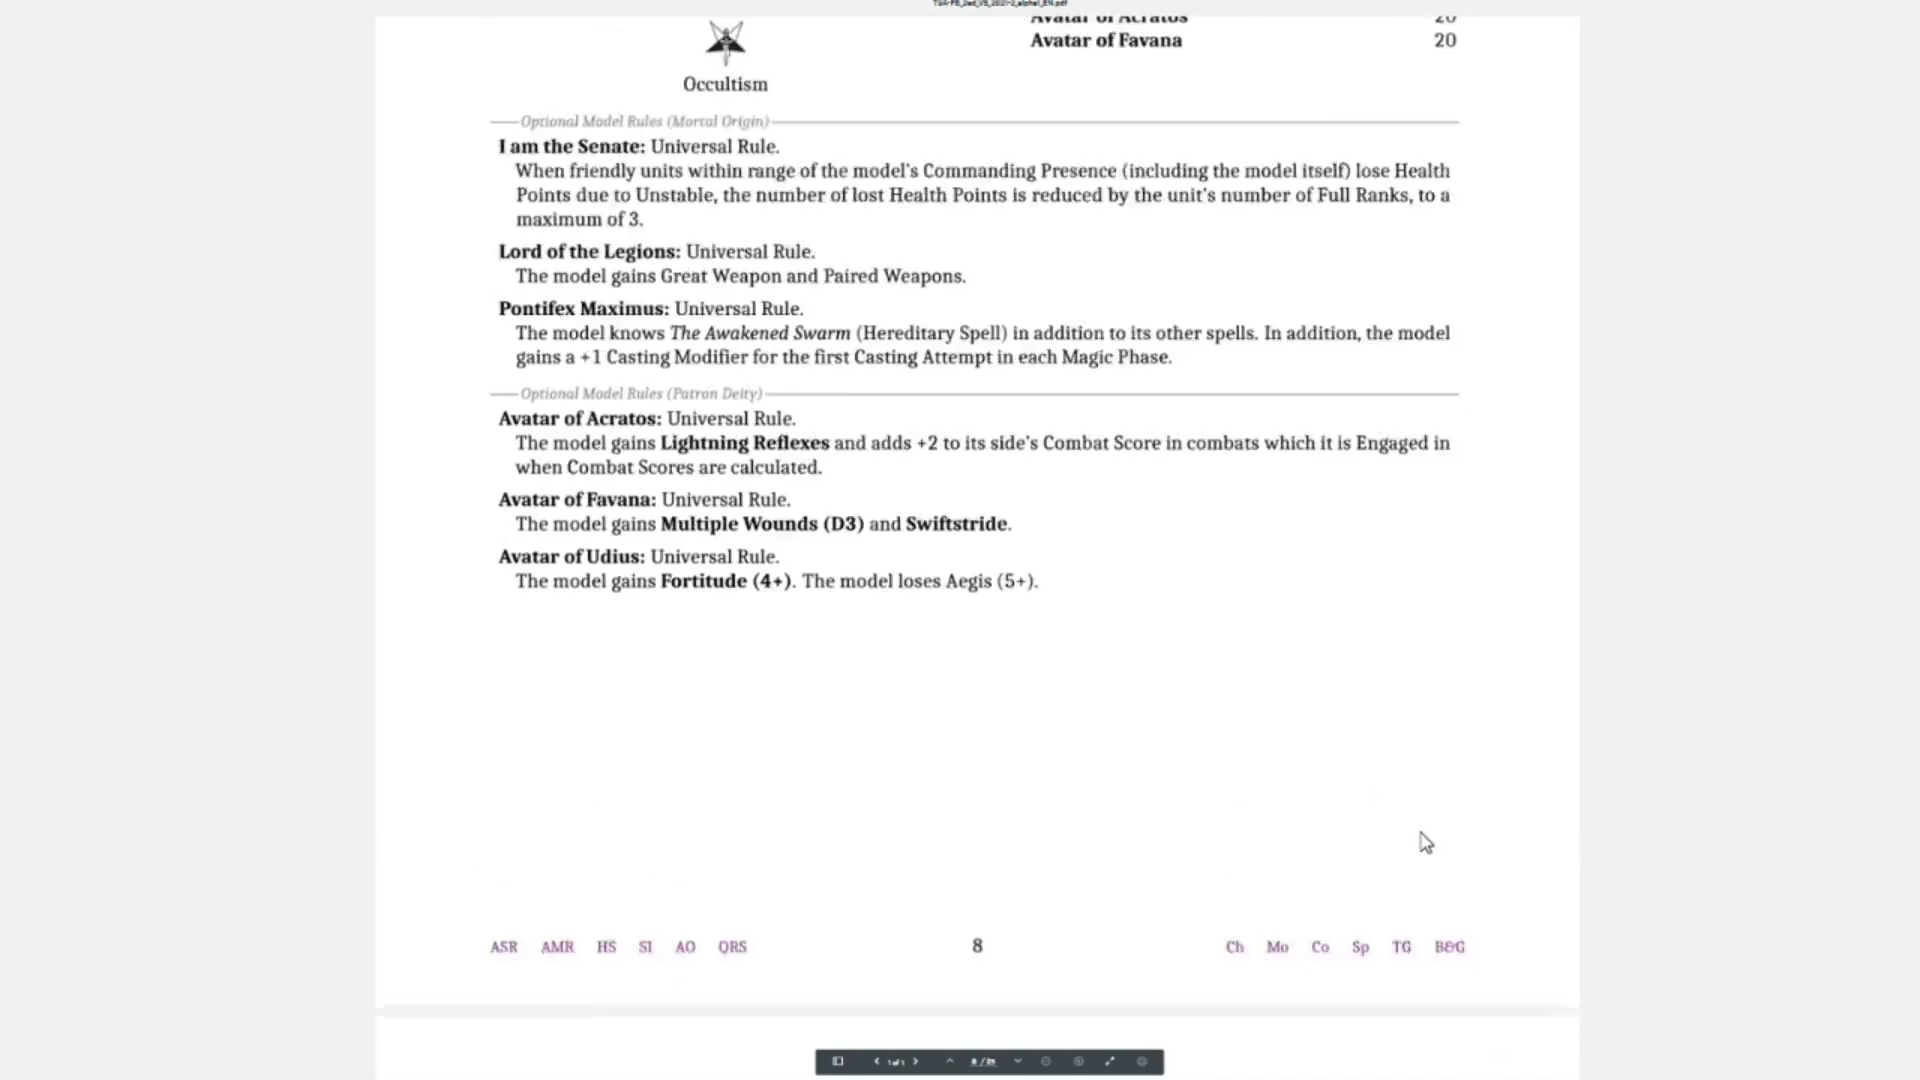 Avatar of Acratos 20
Avatar of Favana 20
Occultism
Optional Model Rules (Mortal Origin)
I am the Senate: Universal Rule.
When friendly units within range of the model's Commanding Presence (including the model itself) lose Health
Points due to Unstable, the number of lost Health Points is reduced by the unit's number of Full Ranks, to a
maximum of 3.
Lord of the Legions: Universal Rule.
The model gains Great Weapon and Paired Weapons.
Pontifex Maximus: Universal Rule.
The model knows The Awakened Swarm (Hereditary Spell) in addition to its other spells. In addition, the model
gains a +1 Casting Modifier for the first Casting Attempt in each Magic Phase.
Optional Model Rules (Patron Deity)
Avatar of Acratos: Universal Rule.
The model gains Lightning Reflexes and adds +2 to its side's Combat Score in combats which it is Engaged in
when Combat Scores are calculated.
Avatar of Favana: Universal Rule.
The model gains Multiple Wounds (D3) and Swiftstride.
Avatar of Udius: Universal Rule.
The model gains Fortitude (4+). The model loses Aegis (5+).
ASR AMR HS SI AO QRS 8 Ch Mo Co Sp TG B&G